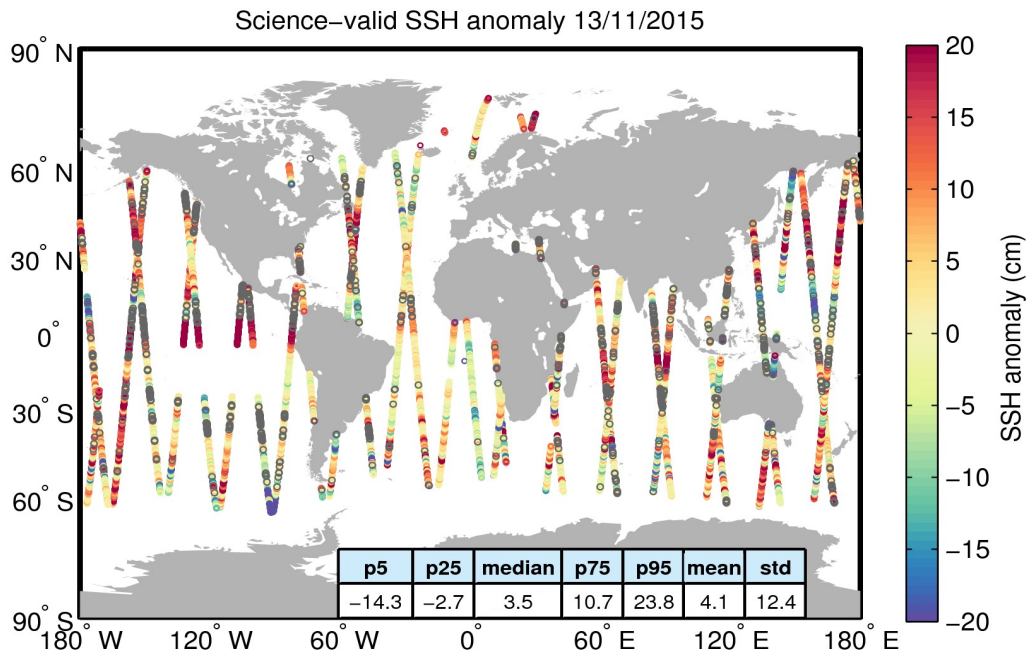 Science−valid SSH anomaly 13/11/2015
90° N
60° N
30° N
0°
30° S
60° S
90° S
180° W
120° W
60° W
0°
60° E
120° E
180° E
p5 p25 median p75 p95 mean std
−14.3 −2.7 3.5 10.7 23.8 4.1 12.4
20
15
10
5
0
−5
−10
−15
−20
SSH anomaly (cm)